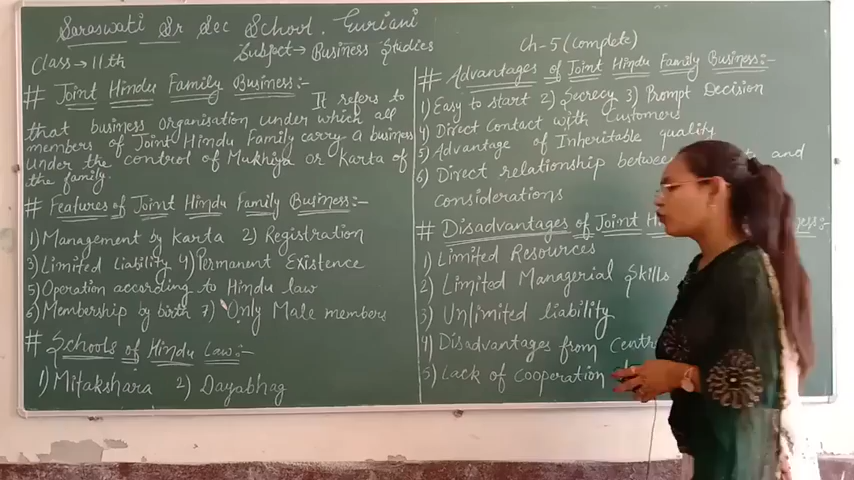 Saraswati Sr Sec School, Guriani
Class → 11th
Subject → Business Studies
Ch-5 (complete)
# Joint Hindu Family Business:-
It refers to
that business organisation under which all
members of Joint Hindu Family carry a business
under the control of Mukhiya or Karta of
the family.
# Features of Joint Hindu Family Business:-
1) Management by Karta 2) Registration
3) Limited Liability 4) Permanent Existence
5) Operation according to Hindu law
6) Membership by birth 7) Only Male members
# Schools of Hindu Law:-
1) Mitakshara 2) Dayabhag
# Advantages of Joint Hindu Family Business:-
1) Easy to start 2) Secrecy 3) Prompt Decision
4) Direct Contact with Customers
5) Advantage of Inheritable quality
6) Direct relationship between and
considerations
# Disadvantages of Joint
1) Limited Resources
2) Limited Managerial Skills
3) Unlimited liability
4) Disadvantages from
5) Lack of cooperation